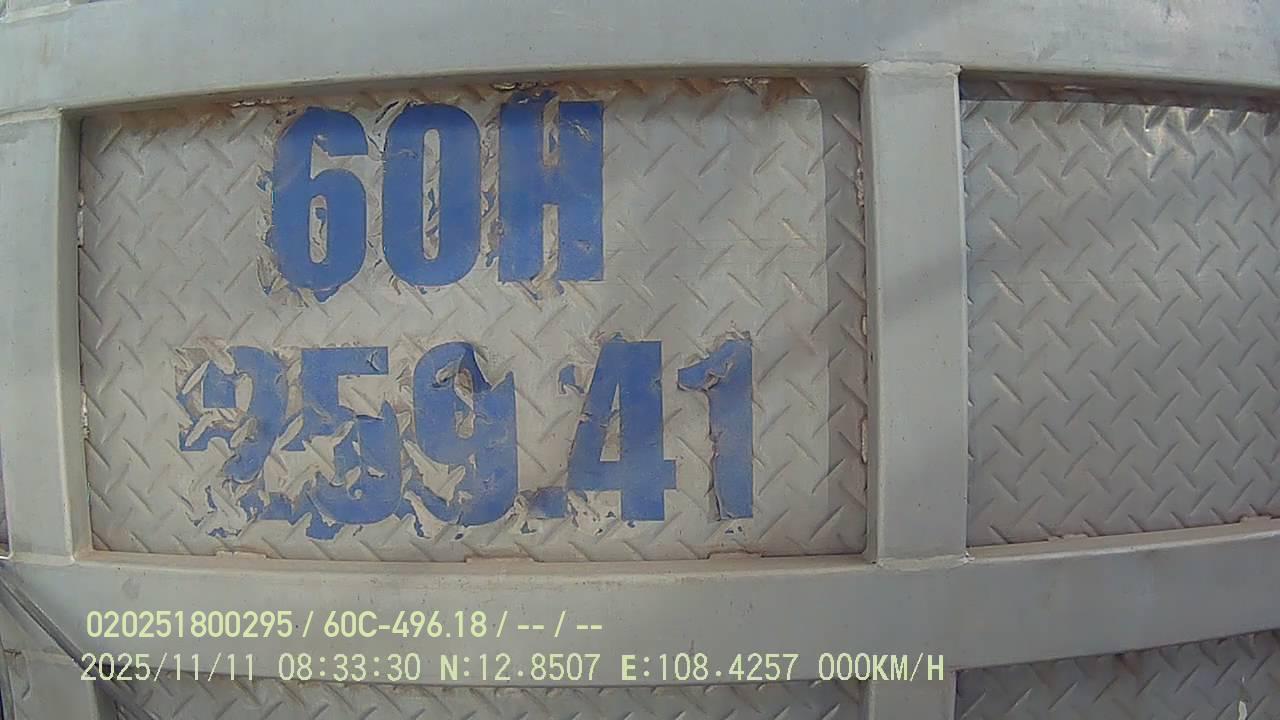 60H
259.41
020251800295 / 60C-496.18 / -- / --
2025/11/11 08:33:30 N:12.8507 E:108.4257 000KM/H